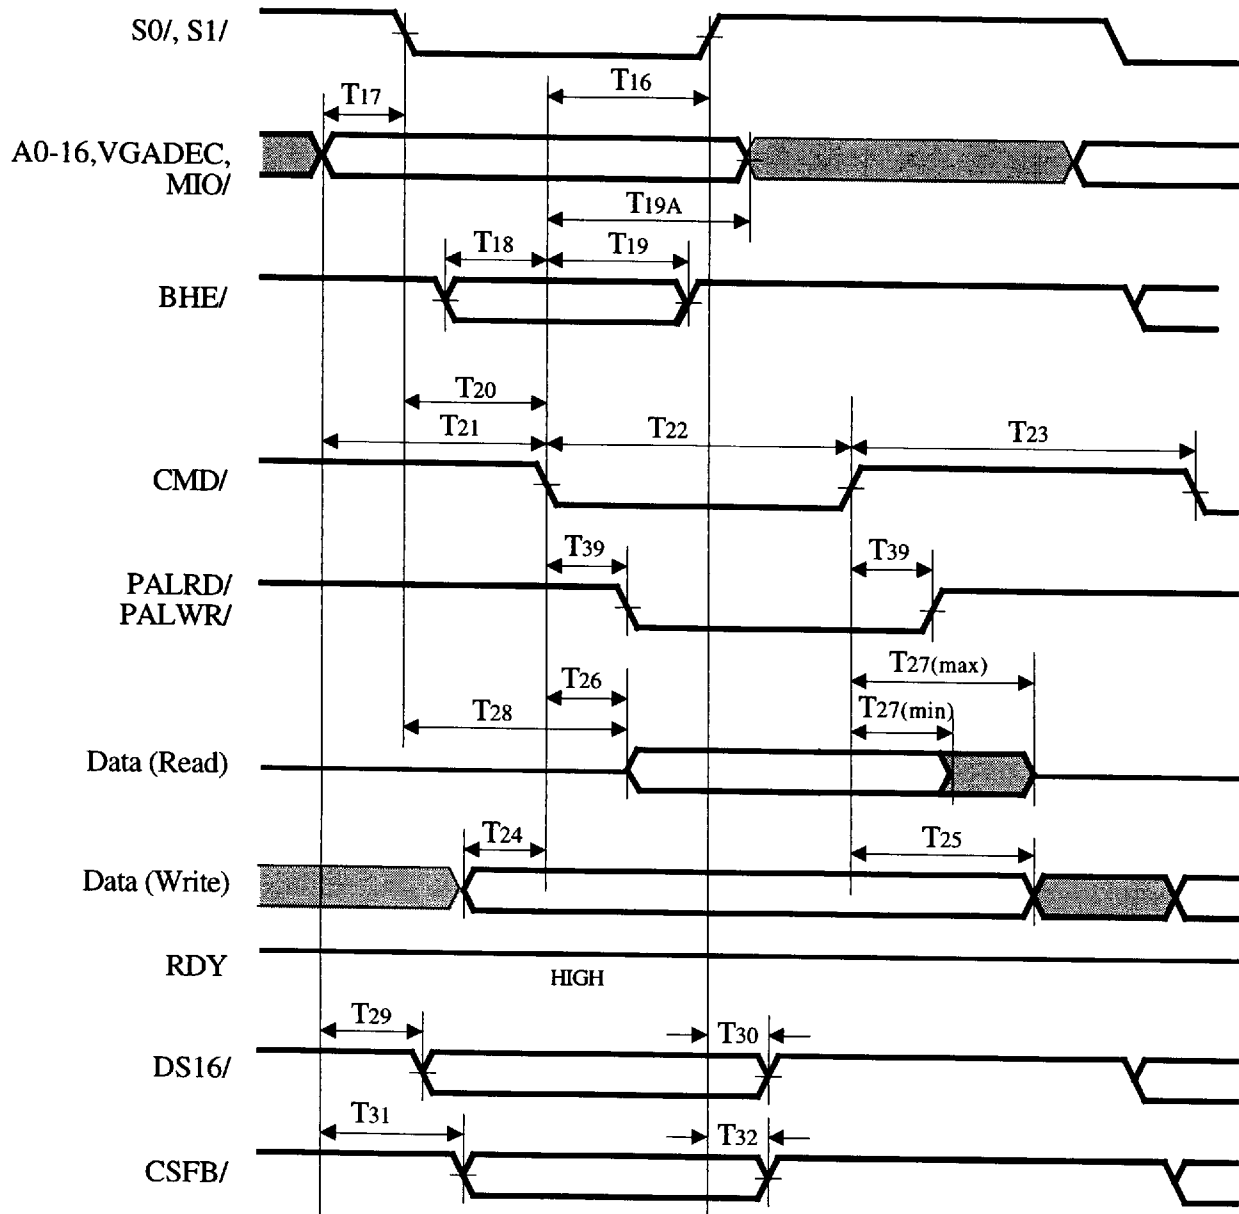 S0/, S1/
T16
T17
A0-16,VGADEC,
MIO/
T19A
T18
T19
BHE/
T20
T21
T22
T23
CMD/
T39
T39
PALRD/
PALWR/
T27(max)
T26
T27(min)
T28
Data (Read)
T24
T25
Data (Write)
RDY
HIGH
T29
T30
DS16/
T31
T32
CSFB/